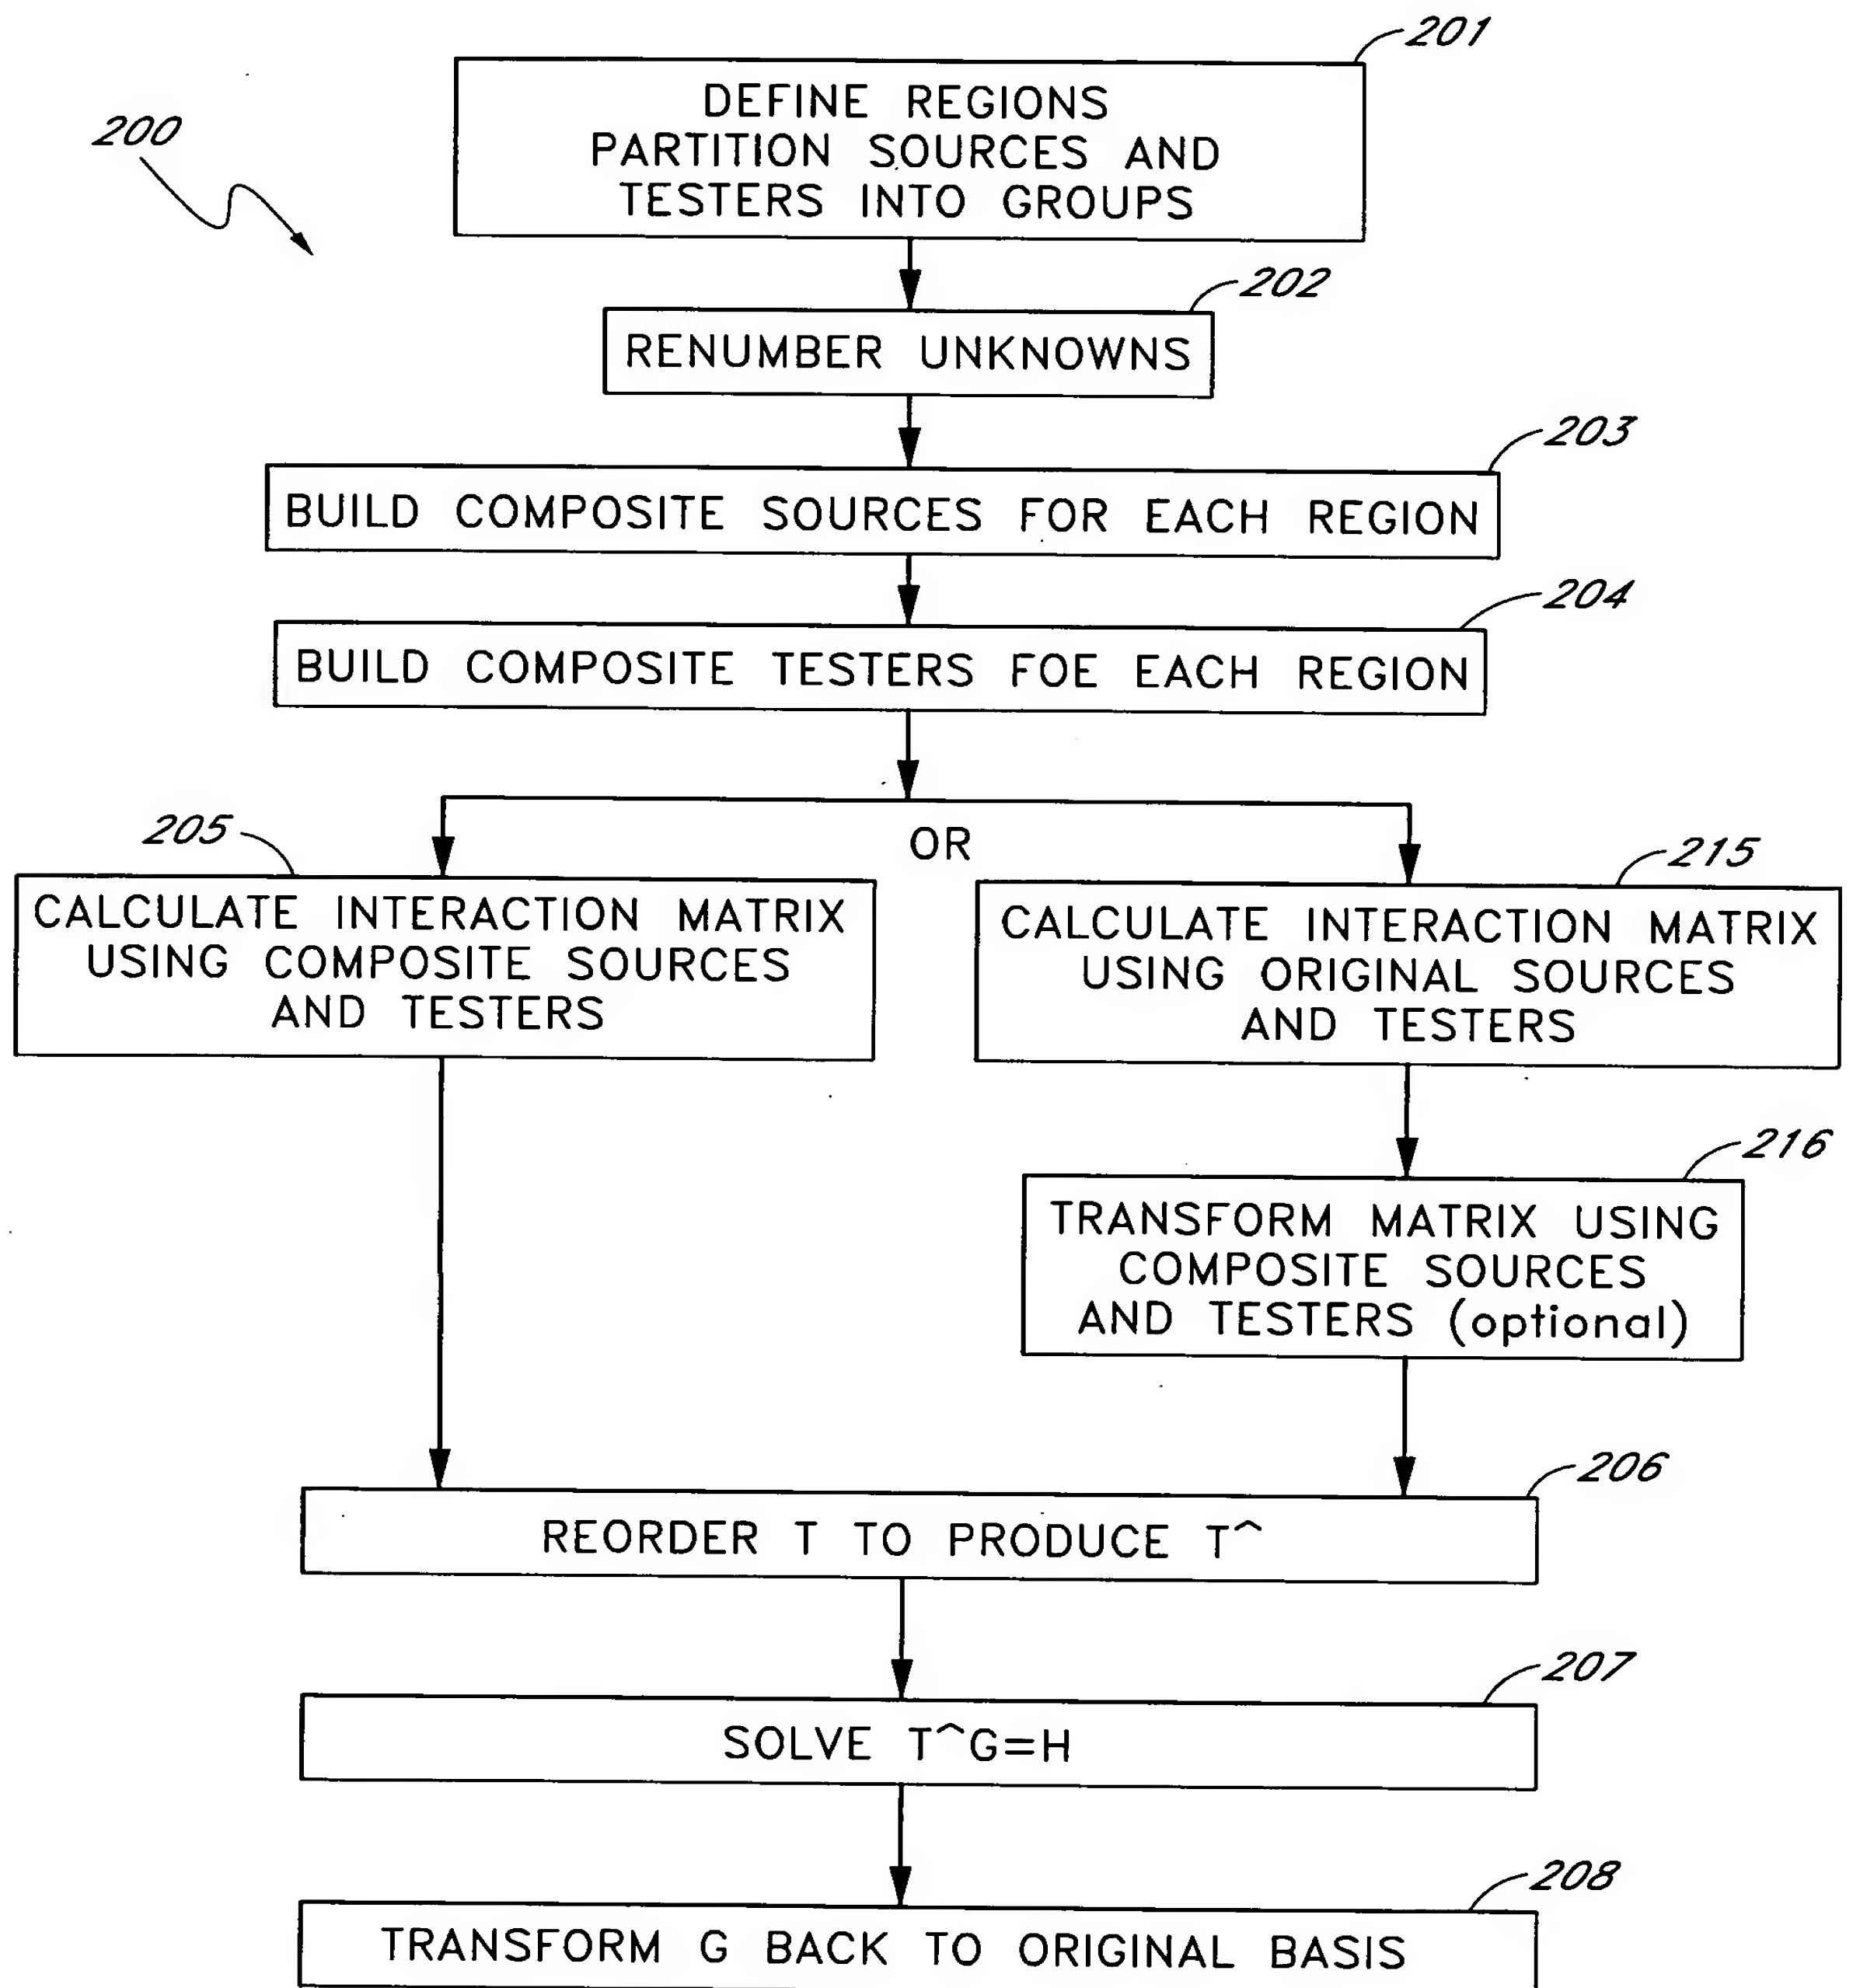 201
DEFINE REGIONS
PARTITION SOURCES AND
TESTERS INTO GROUPS
200
202
RENUMBER UNKNOWNS
203
BUILD COMPOSITE SOURCES FOR EACH REGION
204
BUILD COMPOSITE TESTERS FOE EACH REGION
OR
205
CALCULATE INTERACTION MATRIX
USING COMPOSITE SOURCES
AND TESTERS
215
CALCULATE INTERACTION MATRIX
USING ORIGINAL SOURCES
AND TESTERS
216
TRANSFORM MATRIX USING
COMPOSITE SOURCES
AND TESTERS (optional)
206
REORDER T TO PRODUCE T^
207
SOLVE T^G=H
208
TRANSFORM G BACK TO ORIGINAL BASIS